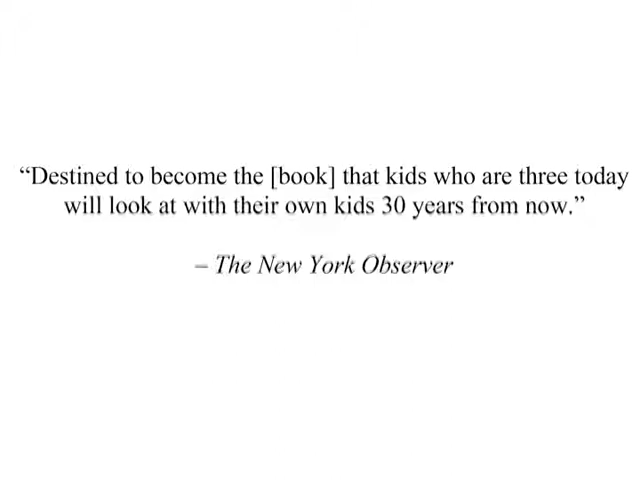 “Destined to become the [book] that kids who are three today
will look at with their own kids 30 years from now.”
– The New York Observer